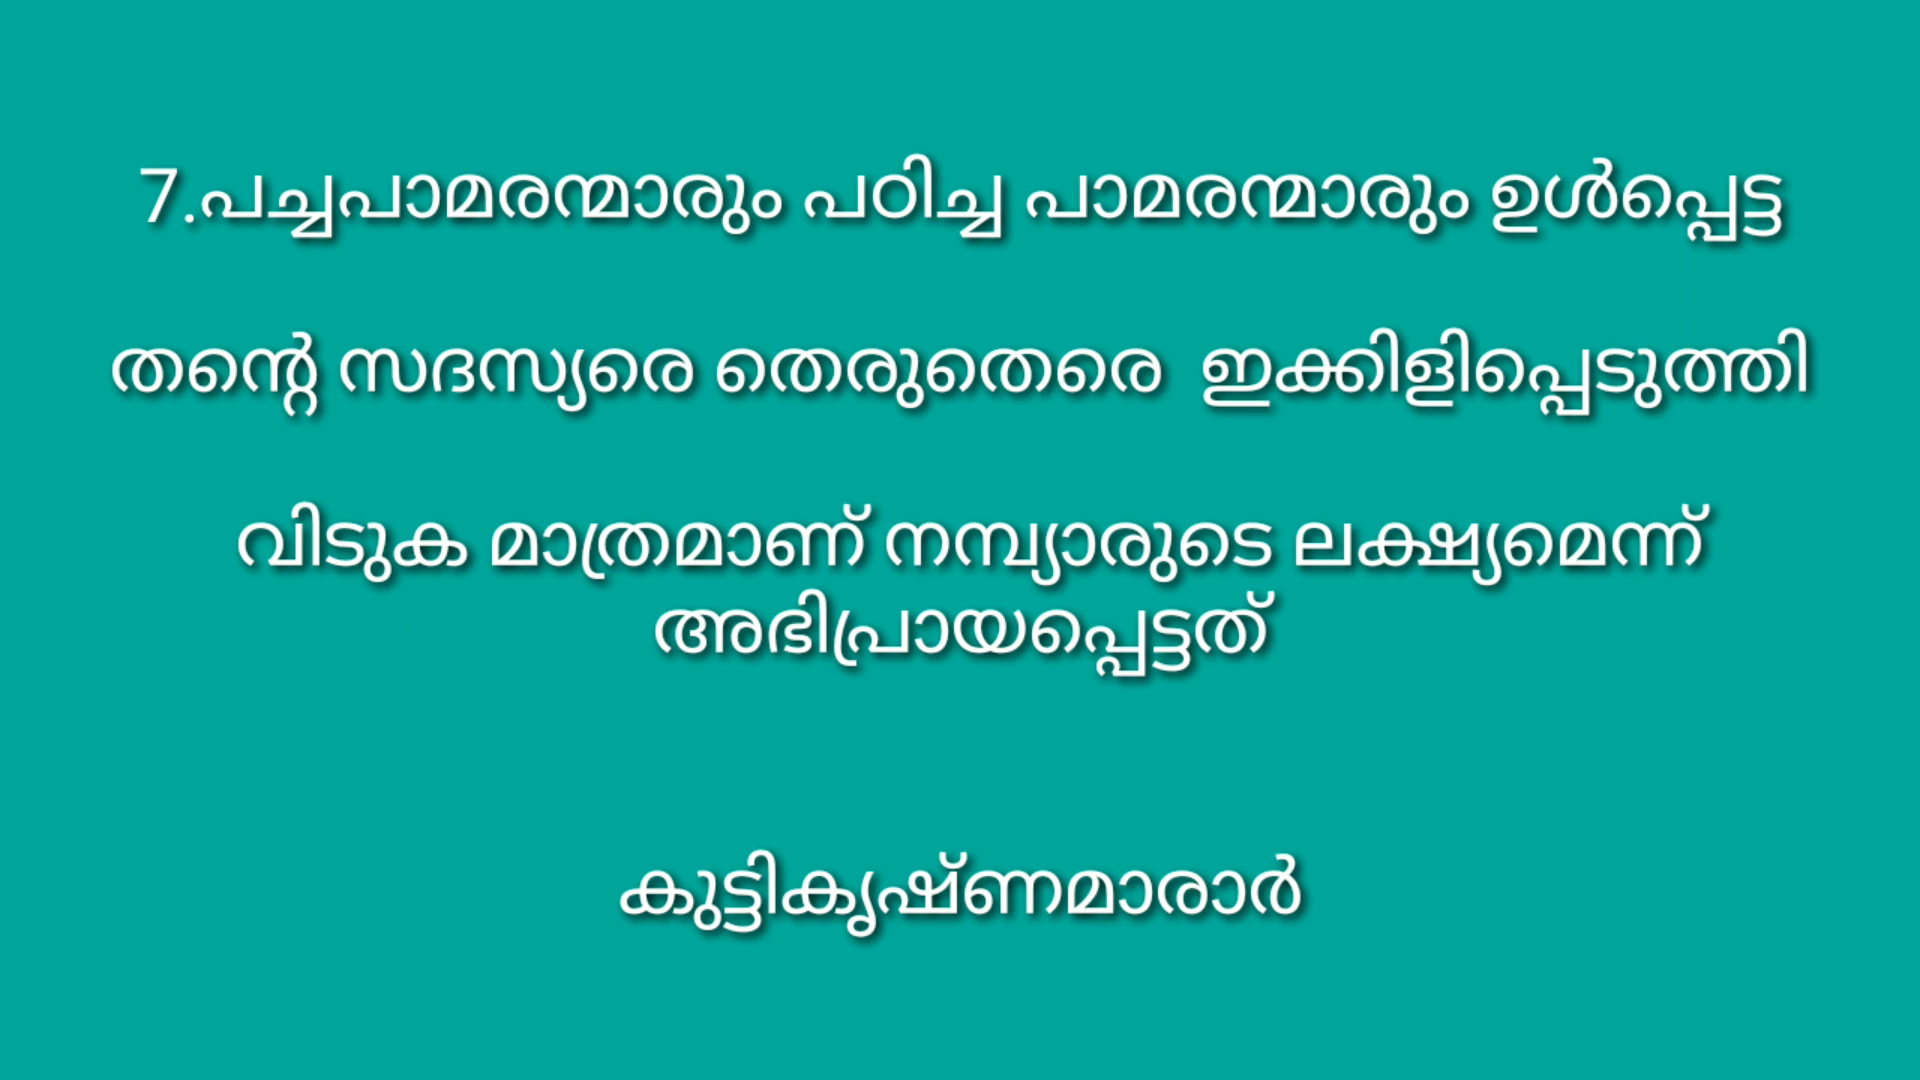 7.പച്ചപാമരന്മാരും പഠിച്ച പാമരന്മാരും ഉൾപ്പെട്ട
തന്റെ സദസ്യരെ തെരുതെരെ ഇക്കിളിപ്പെടുത്തി
വിടുക മാത്രമാണ് നമ്പ്യാരുടെ ലക്ഷ്യമെന്ന്
അഭിപ്രായപ്പെട്ടത്
കുട്ടികൃഷ്ണമാരാർ